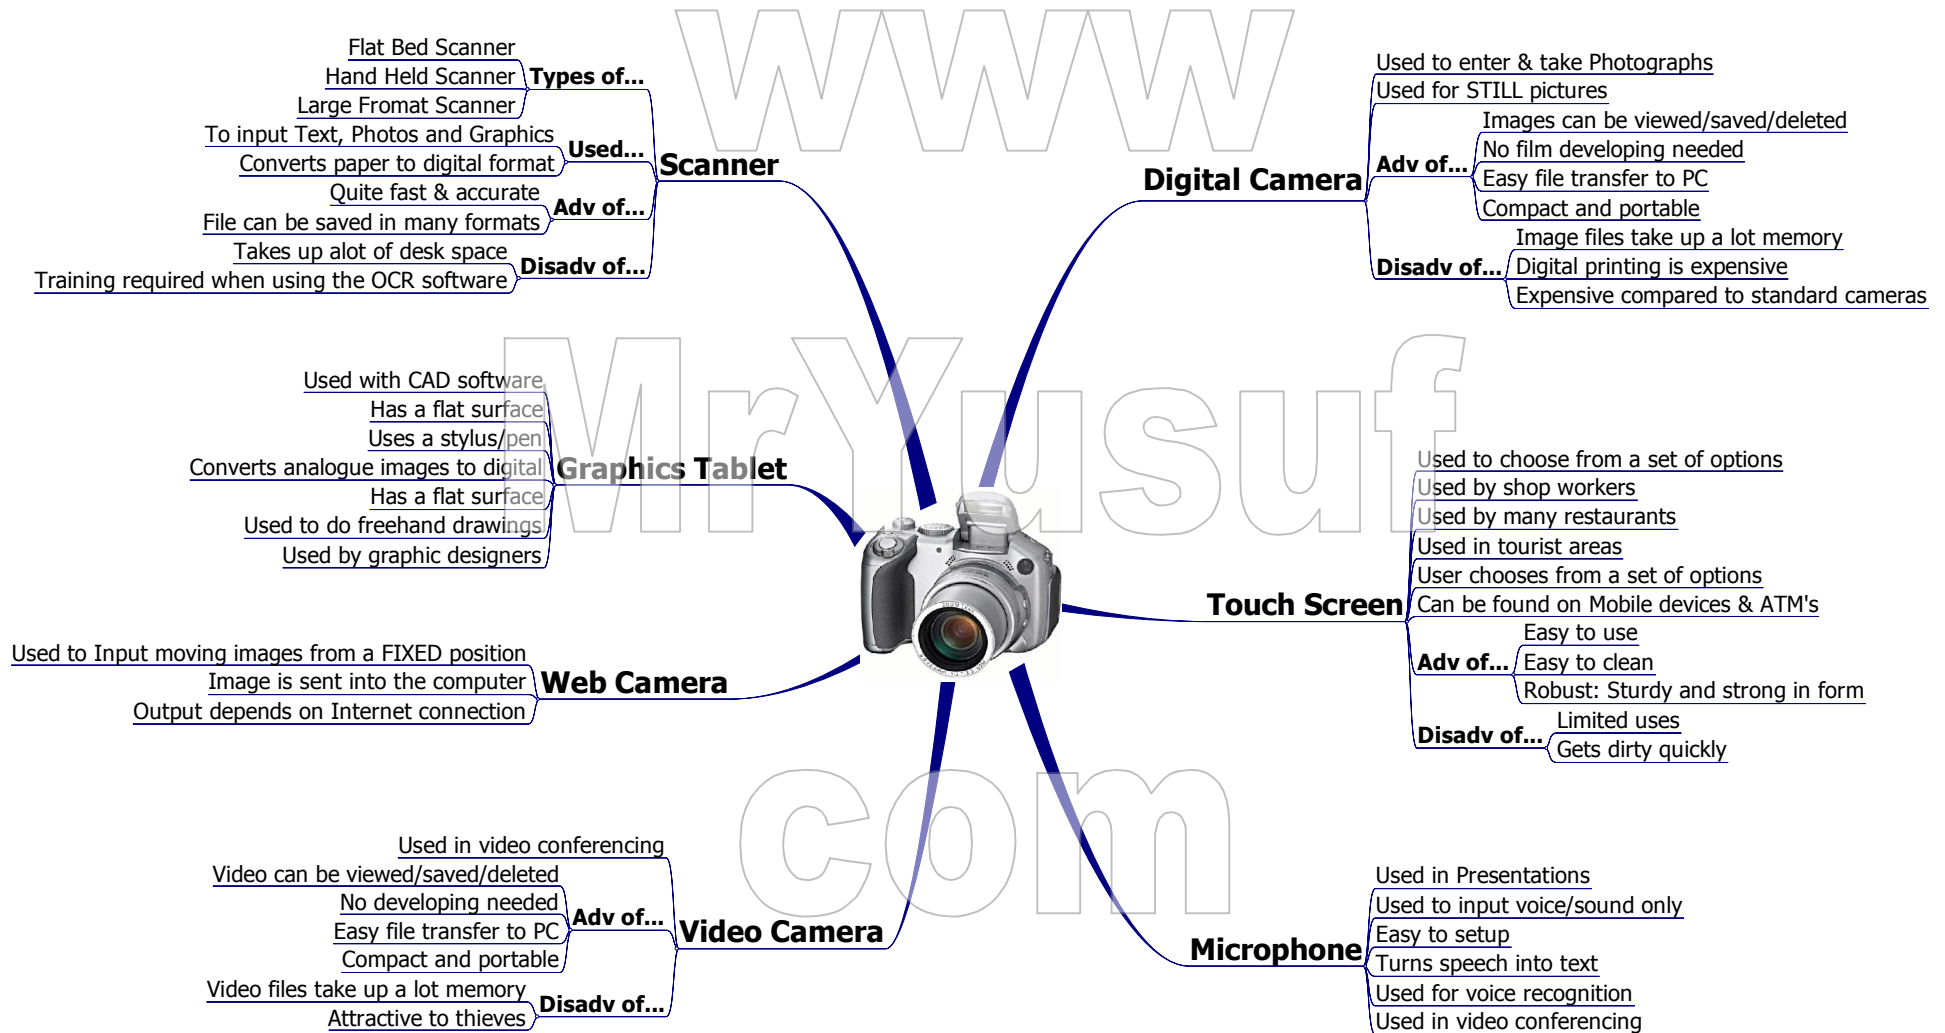 www
MrYusuf
com
Scanner
Types of...
Flat Bed Scanner
Hand Held Scanner
Large Fromat Scanner
Used...
To input Text, Photos and Graphics
Converts paper to digital format
Adv of...
Quite fast & accurate
File can be saved in many formats
Disadv of...
Takes up alot of desk space
Training required when using the OCR software
Graphics Tablet
Used with CAD software
Has a flat surface
Uses a stylus/pen
Converts analogue images to digital
Has a flat surface
Used to do freehand drawings
Used by graphic designers
Web Camera
Used to Input moving images from a FIXED position
Image is sent into the computer
Output depends on Internet connection
Video Camera
Used in video conferencing
Adv of...
Video can be viewed/saved/deleted
No developing needed
Easy file transfer to PC
Compact and portable
Disadv of...
Video files take up a lot memory
Attractive to thieves
Digital Camera
Used to enter & take Photographs
Used for STILL pictures
Adv of...
Images can be viewed/saved/deleted
No film developing needed
Easy file transfer to PC
Compact and portable
Disadv of...
Image files take up a lot memory
Digital printing is expensive
Expensive compared to standard cameras
Touch Screen
Used to choose from a set of options
Used by shop workers
Used by many restaurants
Used in tourist areas
User chooses from a set of options
Can be found on Mobile devices & ATM's
Adv of...
Easy to use
Easy to clean
Robust: Sturdy and strong in form
Disadv of...
Limited uses
Gets dirty quickly
Microphone
Used in Presentations
Used to input voice/sound only
Easy to setup
Turns speech into text
Used for voice recognition
Used in video conferencing